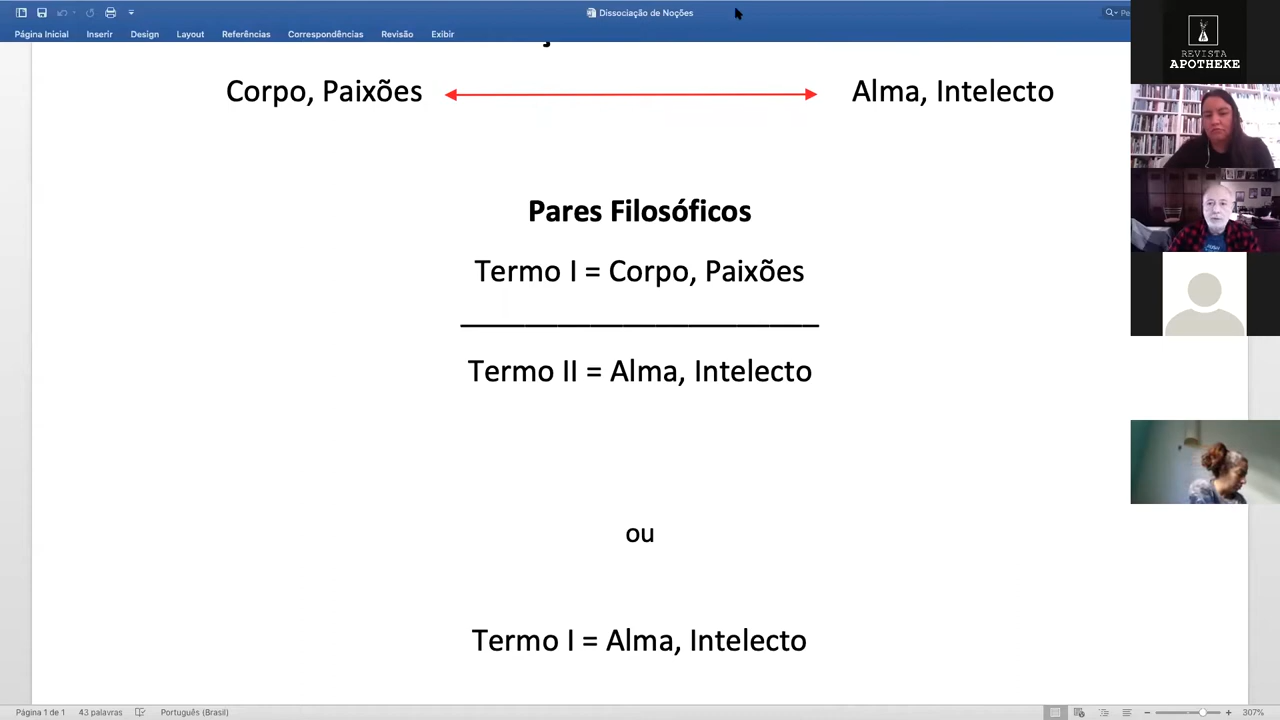 Dissociação de Noções
Pe
Página Inicial Inserir Design Layout Referências Correspondências Revisão Exibir
REVISTA
APOTHEKE
Corpo, Paixões Alma, Intelecto
Pares Filosóficos
Termo I = Corpo, Paixões
Termo II = Alma, Intelecto
ou
Termo I = Alma, Intelecto
Página 1 de 1 43 palavras Português (Brasil) 307%